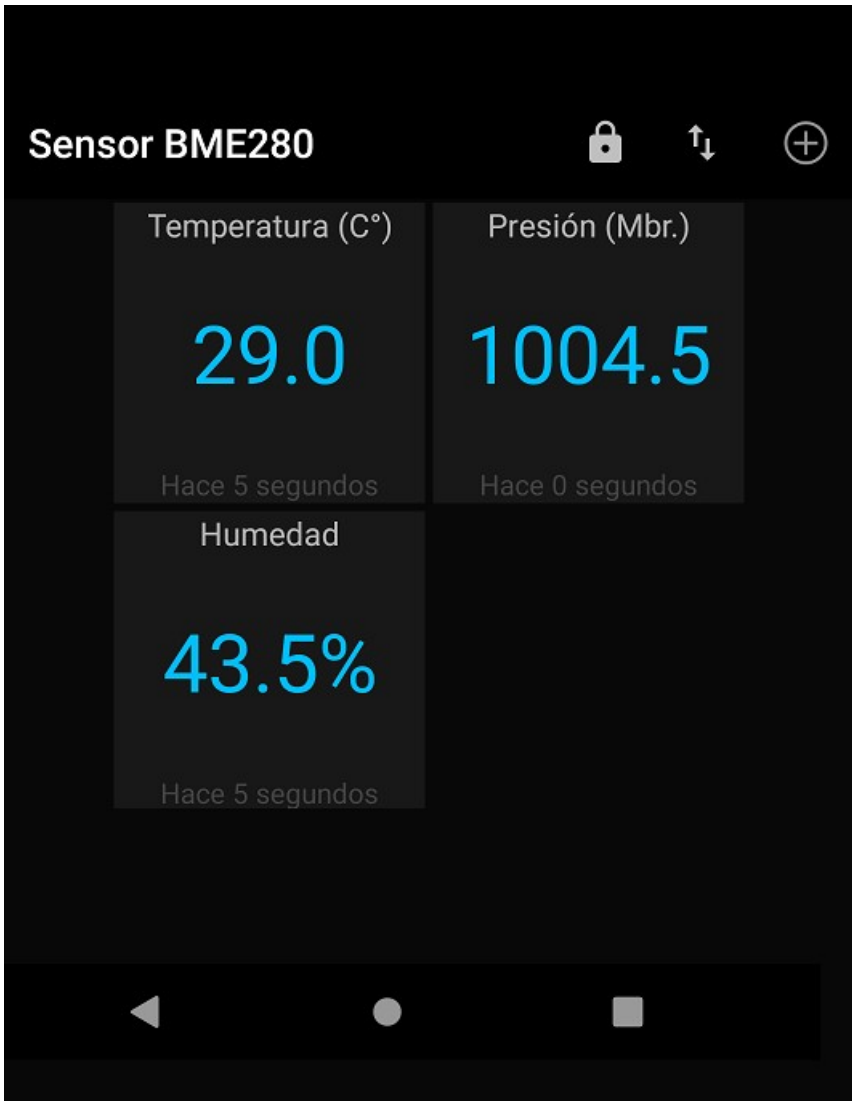 Sensor BME280
Temperatura (C°)
29.0
Hace 5 segundos
Presión (Mbr.)
1004.5
Hace 0 segundos
Humedad
43.5%
Hace 5 segundos